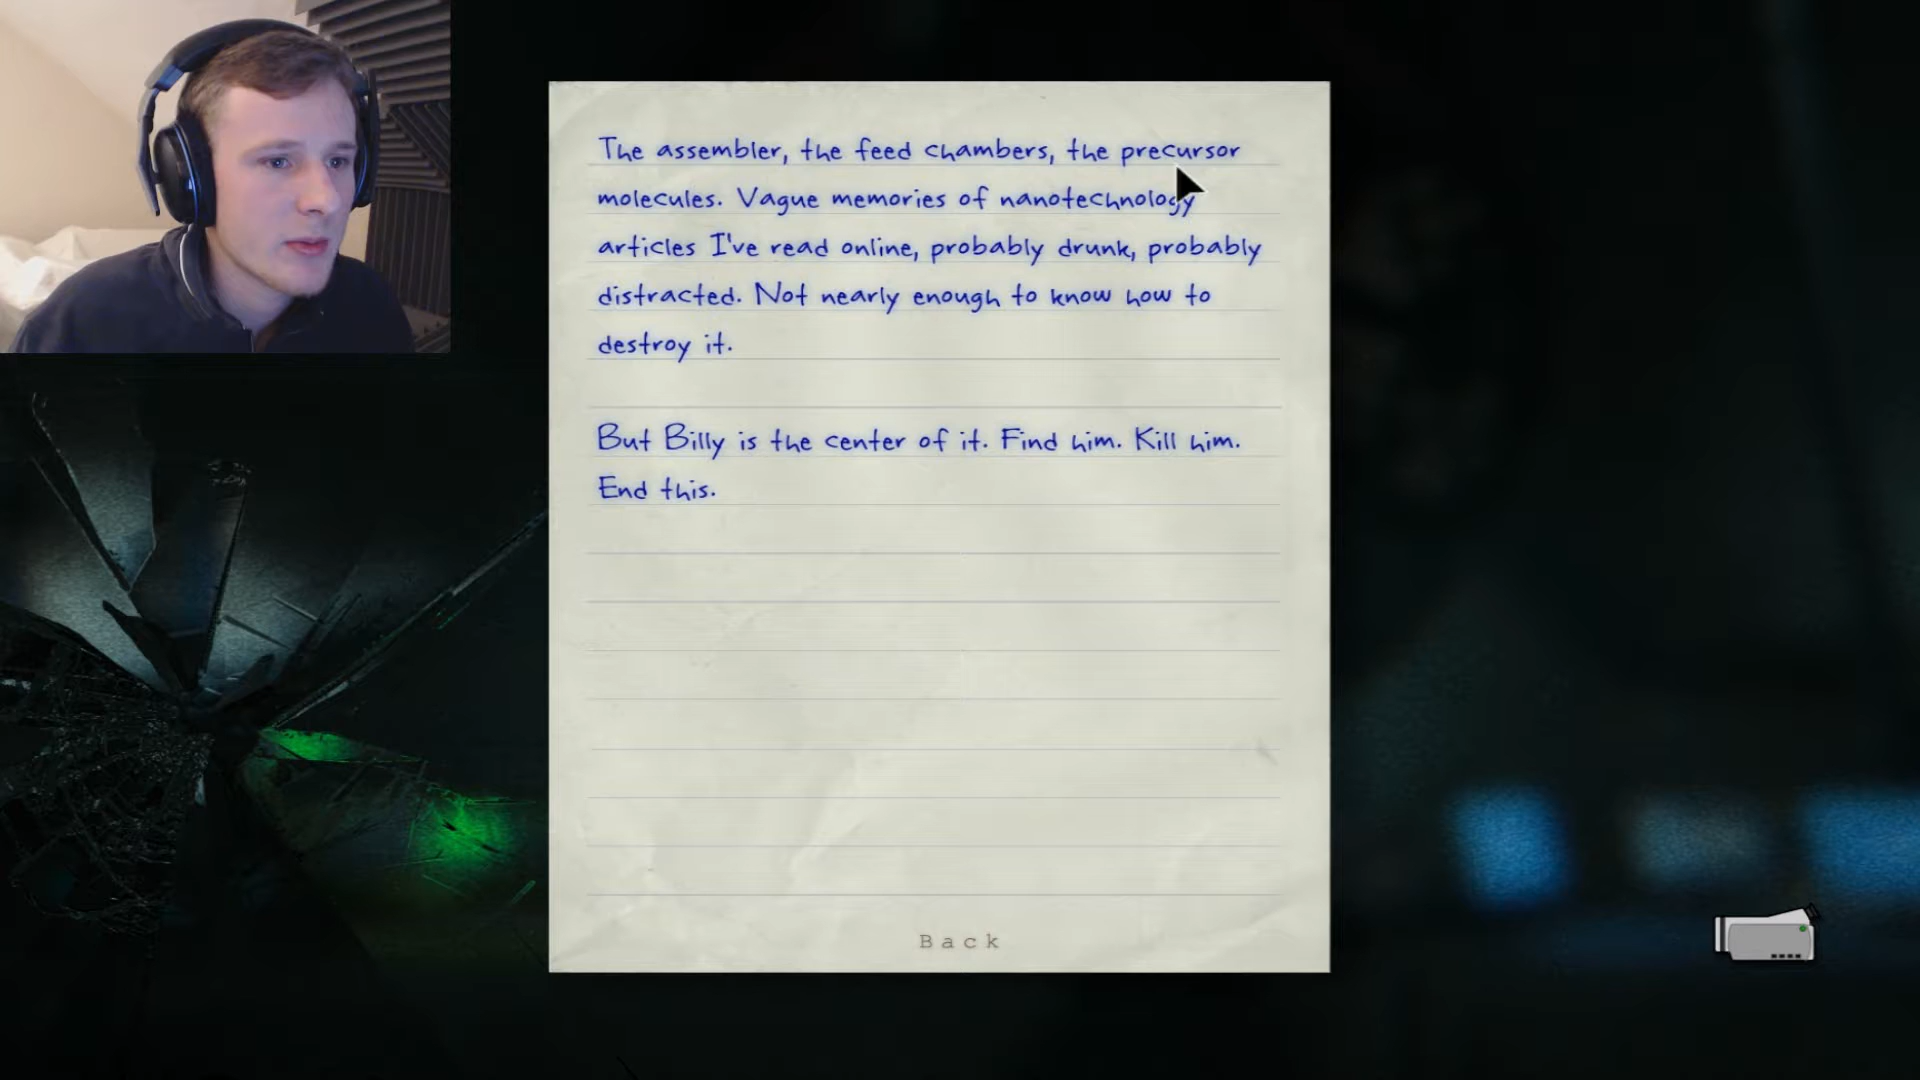 The assembler, the feed chambers, the precursor
molecules. Vague memories of nanotechnology
articles I've read online, probably drunk, probably
distracted. Not nearly enough to know how to
destroy it.
But Billy is the center of it. Find him. Kill him.
End this.
Back